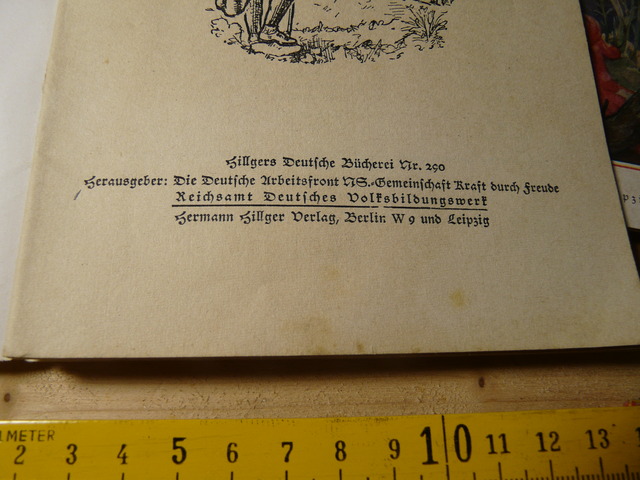 Hillgers Deutsche Bücherei Nr. 290
Herausgeber: Die Deutsche Arbeitsfront NS.-Gemeinschaft Kraft durch Freude
Reichsamt Deutsches Volksbildungswerk
Hermann Hillger Verlag, Berlin W 9 und Leipzig
2 3 4 5 6 7 8 9 10 11 12 13